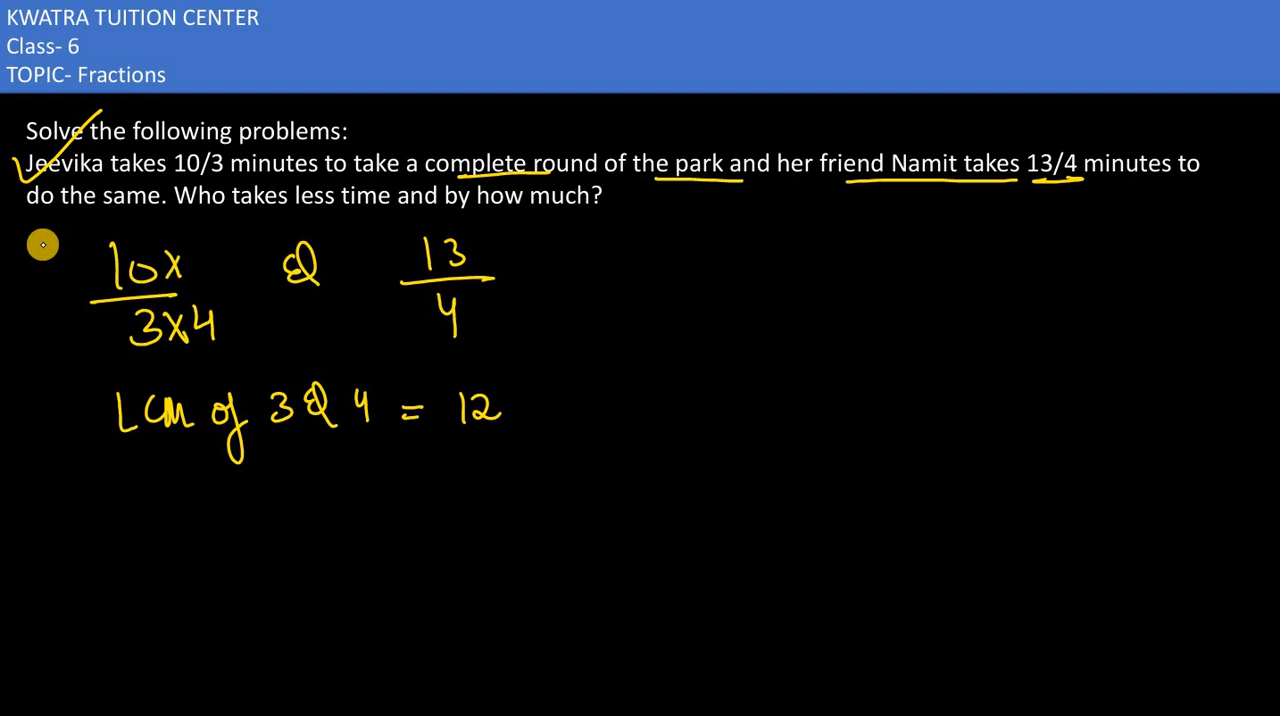 KWATRA TUITION CENTER
Class- 6
TOPIC- Fractions
Solve the following problems:
Jeevika takes 10/3 minutes to take a complete round of the park and her friend Namit takes 13/4 minutes to
do the same. Who takes less time and by how much?
10x & 13
3x4 4
LCM of 3 & 4 = 12